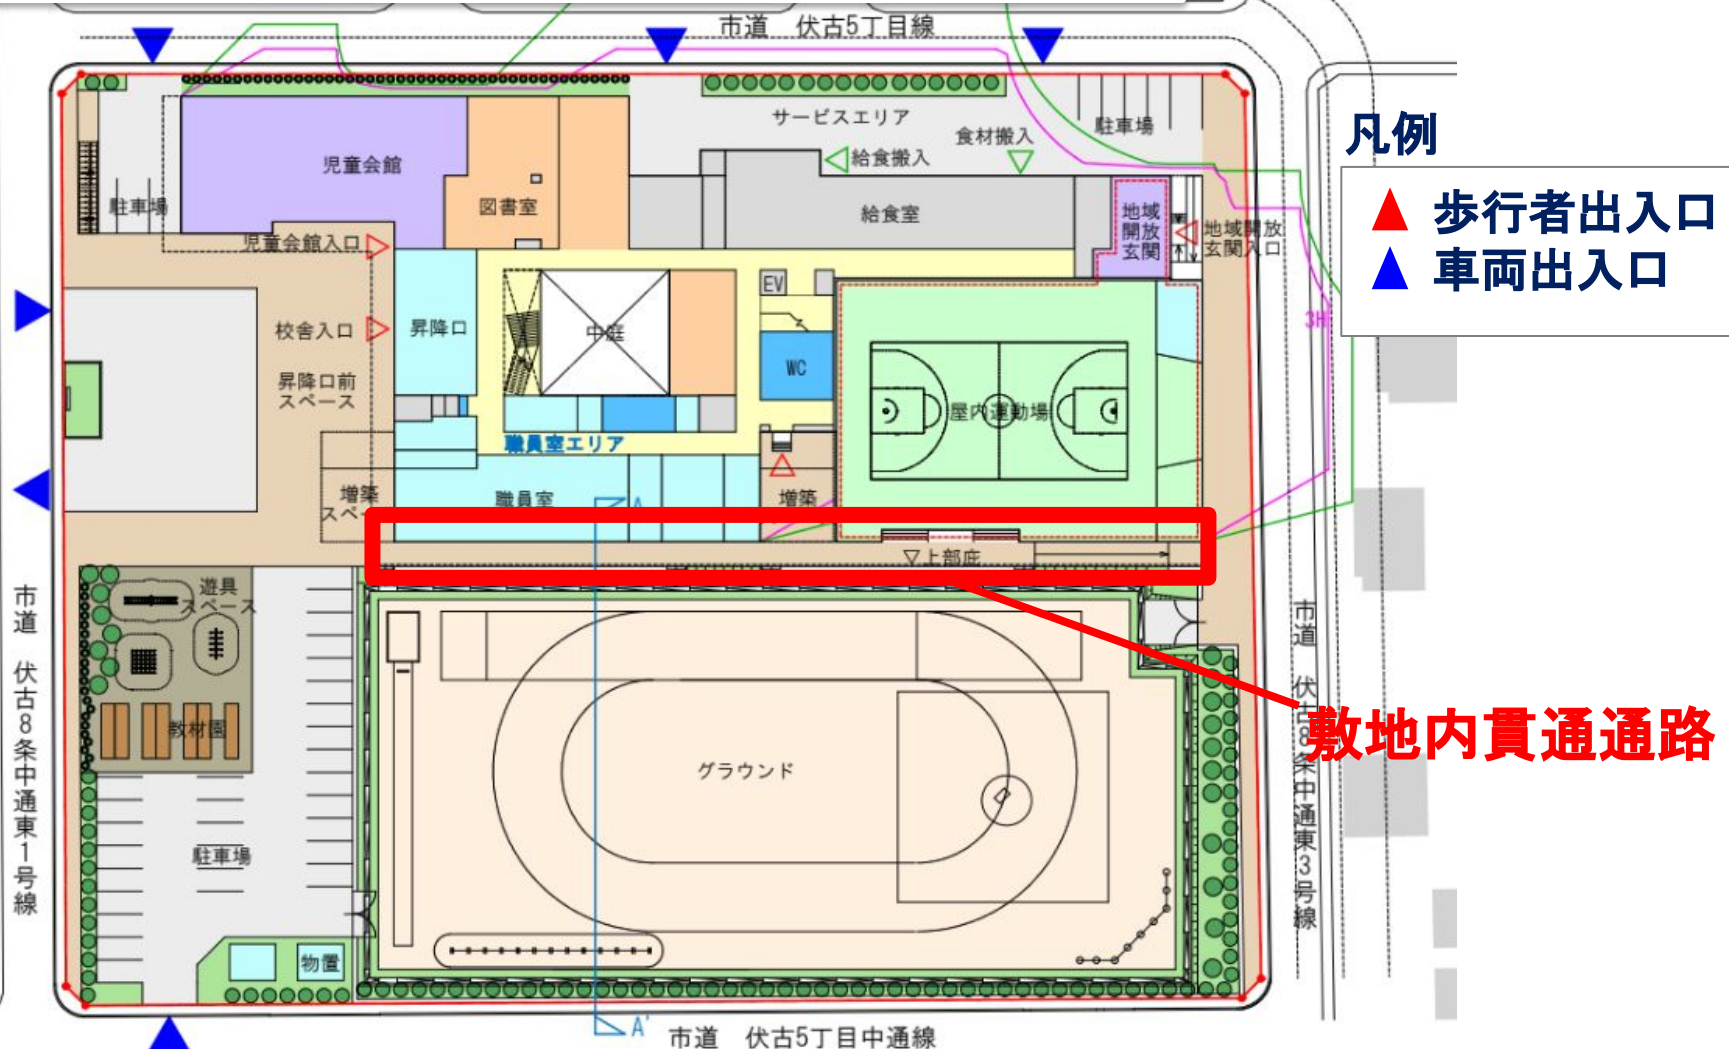 市道　伏古5丁目線
サービスエリア
食材搬入
駐車場
給食搬入
児童会館
図書室
給食室
駐車場
地域
開放
玄関
地域開放
玄関入口
児童会館入口
凡例
歩行者出入口
車両出入口
EV
3H
校舎入口
昇降口
中庭
WC
昇降口前
スペース
屋内運動場
職員室エリア
増築
スペース
職員室
増築
A
▽上部庇
遊具
スペース
市道　伏古8条中通東1号線
市道　伏古8条中通東3号線
敷地内貫通通路
教材園
グラウンド
駐車場
物置
A'
市道　伏古5丁目中通線